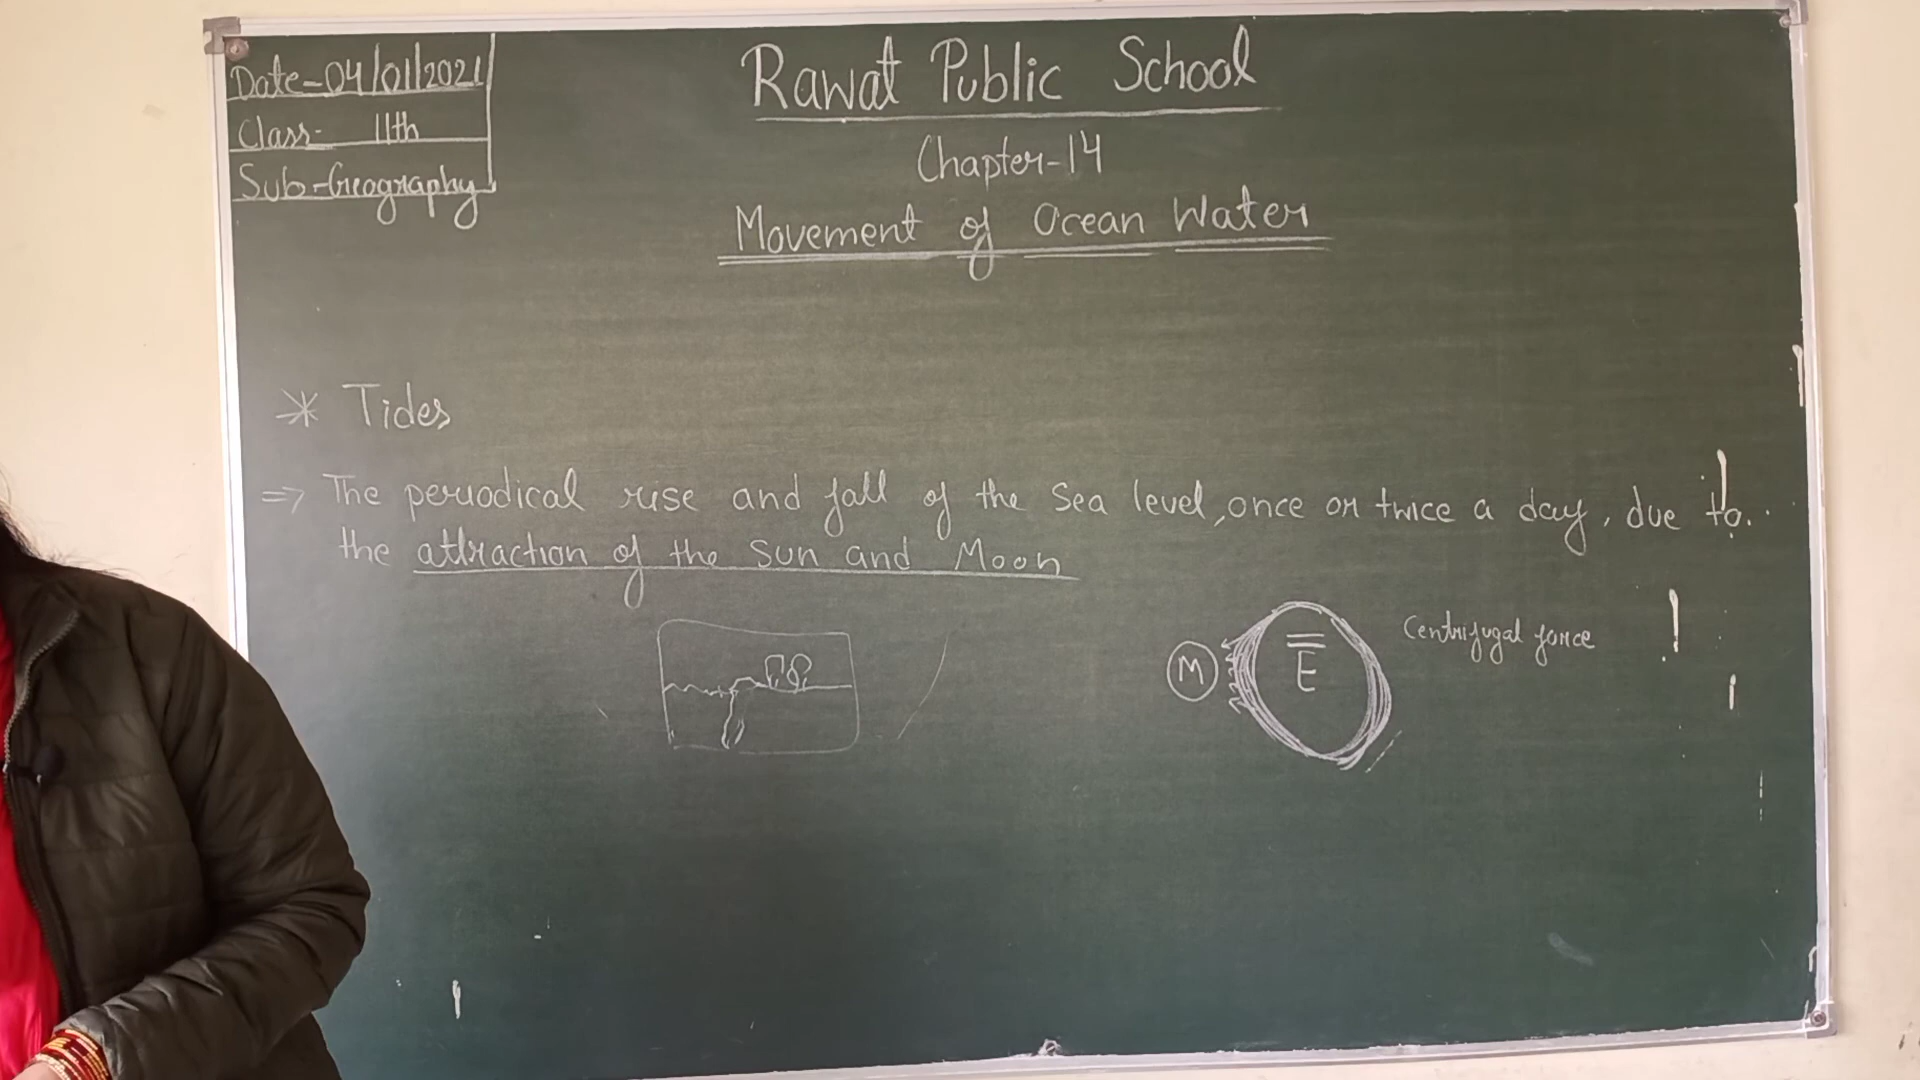 Date-04/01/2021
Class- 11th
Sub-Geography
Rawat Public School
Chapter-14
Movement of Ocean Water
* Tides
=> The periodical rise and fall of the sea level, once or twice a day, due to..
the attraction of the sun and Moon
M
E
Centrifugal force